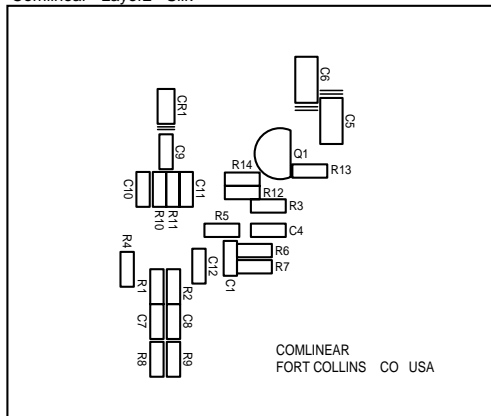 Comlinear Layer2 Silk
C6
C5
CR1
C9
Q1
R14
R13
C10
R10
R11
C11
R12
R3
R5
C4
R4
C12
C1
R6
R7
R1
R2
C7
C8
R8
R9
COMLINEAR
FORT COLLINS CO USA